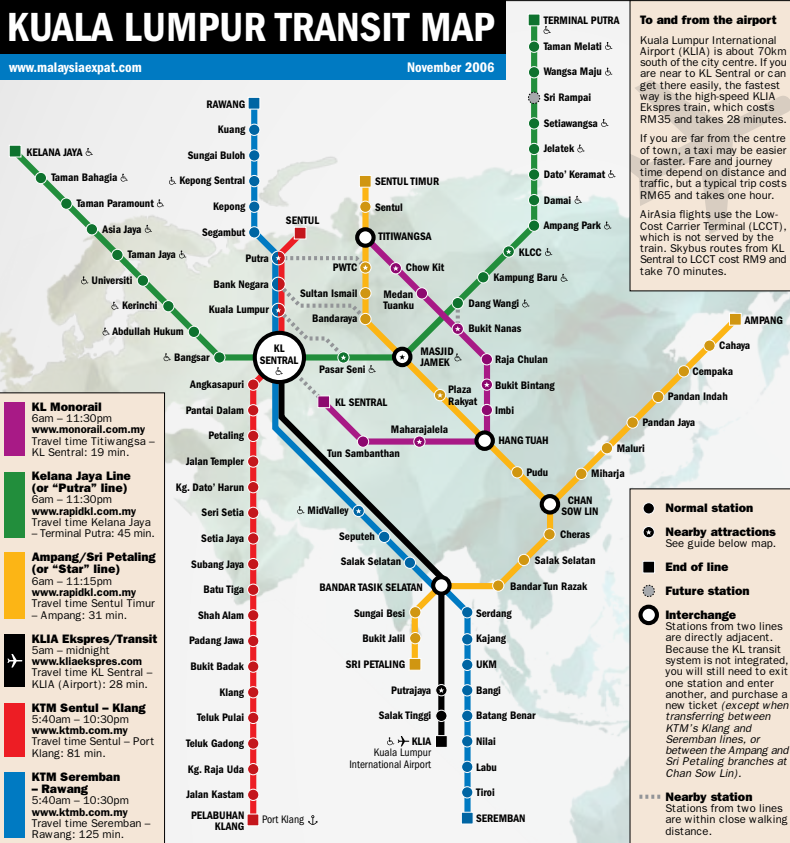 KUALA LUMPUR TRANSIT MAP
www.malaysiaexpat.com
November 2006
TERMINAL PUTRA
Taman Melati
Wangsa Maju
Sri Rampai
Setiawangsa
Jelatek
Dato' Keramat
Damai
Ampang Park
KLCC
Kampung Baru
Dang Wangi
Bukit Nanas
To and from the airport
Kuala Lumpur International
Airport (KLIA) is about 70km
south of the city centre. If you
are near to KL Sentral or can
get there easily, the fastest
way is the high-speed KLIA
Ekspres train, which costs
RM35 and takes 28 minutes.
If you are far from the centre
of town, a taxi may be easier
or faster. Fare and journey
time depend on distance and
traffic, but a typical trip costs
RM65 and takes one hour.
AirAsia flights use the Low-
Cost Carrier Terminal (LCCT),
which is not served by the
train. Skybus routes from KL
Sentral to LCCT cost RM9 and
take 70 minutes.
RAWANG
Kuang
Sungai Buloh
Kepong Sentral
Kepong
Segambut
Putra
Bank Negara
Kuala Lumpur
SENTUL
KELANA JAYA
Taman Bahagia
Taman Paramount
Asia Jaya
Taman Jaya
Universiti
Kerinchi
Abdullah Hukum
Bangsar
KL
SENTRAL
Pasar Seni
SENTUL TIMUR
Sentul
TITIWANGSA
PWTC
Sultan Ismail
Bandaraya
Chow Kit
Medan
Tuanku
MASJID
JAMEK
Raja Chulan
Bukit Bintang
Imbi
HANG TUAH
Plaza
Rakyat
KL SENTRAL
Maharajalela
Tun Sambanthan
Pudu
CHAN
SOW LIN
AMPANG
Cahaya
Cempaka
Pandan Indah
Pandan Jaya
Maluri
Miharja
Cheras
Salak Selatan
Bandar Tun Razak
Angkasapuri
Pantai Dalam
Petaling
Jalan Templer
Kg. Dato' Harun
Seri Setia
Setia Jaya
Subang Jaya
Batu Tiga
Shah Alam
Padang Jawa
Bukit Badak
Klang
Teluk Pulai
Teluk Gadong
Kg. Raja Uda
Jalan Kastam
PELABUHAN
KLANG
Port Klang
MidValley
Seputeh
Salak Selatan
BANDAR TASIK SELATAN
Sungai Besi
Bukit Jalil
SRI PETALING
Putrajaya
Salak Tinggi
KLIA
Kuala Lumpur
International Airport
Serdang
Kajang
UKM
Bangi
Batang Benar
Nilai
Labu
Tiroi
SEREMBAN
KL Monorail
6am – 11:30pm
www.monorail.com.my
Travel time Titiwangsa –
KL Sentral: 19 min.
Kelana Jaya Line
(or "Putra" line)
6am – 11:30pm
www.rapidkl.com.my
Travel time Kelana Jaya
– Terminal Putra: 45 min.
Ampang/Sri Petaling
(or "Star" line)
6am – 11:15pm
www.rapidkl.com.my
Travel time Sentul Timur
– Ampang: 31 min.
KLIA Ekspres/Transit
5am – midnight
www.kliaekspres.com
Travel time KL Sentral –
KLIA (Airport): 28 min.
KTM Sentul – Klang
5:40am – 10:30pm
www.ktmb.com.my
Travel time Sentul – Port
Klang: 81 min.
KTM Seremban
– Rawang
5:40am – 10:30pm
www.ktmb.com.my
Travel time Seremban –
Rawang: 125 min.
Normal station
Nearby attractions
See guide below map.
End of line
Future station
Interchange
Stations from two lines
are directly adjacent.
Because the KL transit
system is not integrated,
you will still need to exit
one station and enter
another, and purchase a
new ticket (except when
transferring between
KTM's Klang and
Seremban lines, or
between the Ampang and
Sri Petaling branches at
Chan Sow Lin).
Nearby station
Stations from two lines
are within close walking
distance.